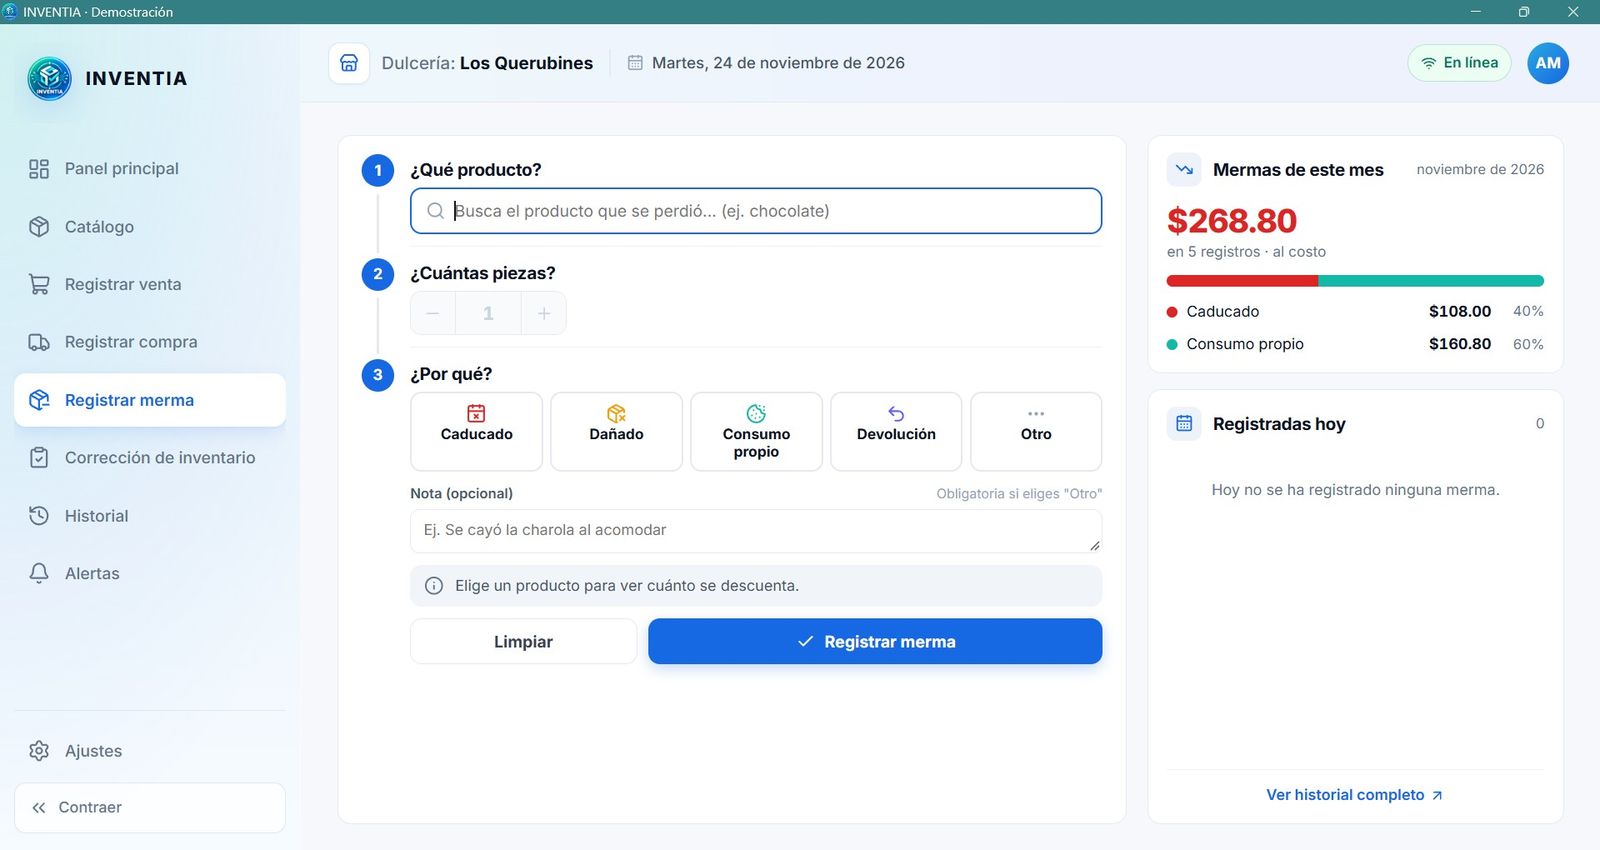 INVENTIA · Demostración
INVENTIA
INVENTIA
Dulcería: Los Querubines
Martes, 24 de noviembre de 2026
En línea
AM
Panel principal
Catálogo
Registrar venta
Registrar compra
Registrar merma
Corrección de inventario
Historial
Alertas
Ajustes
Contraer
1
¿Qué producto?
Busca el producto que se perdió... (ej. chocolate)
2
¿Cuántas piezas?
1
3
¿Por qué?
Caducado
Dañado
Consumo
propio
Devolución
Otro
Nota (opcional)
Obligatoria si eliges "Otro"
Ej. Se cayó la charola al acomodar
Elige un producto para ver cuánto se descuenta.
Limpiar
Registrar merma
Mermas de este mes
noviembre de 2026
$268.80
en 5 registros · al costo
Caducado $108.00 40%
Consumo propio $160.80 60%
Registradas hoy 0
Hoy no se ha registrado ninguna merma.
Ver historial completo